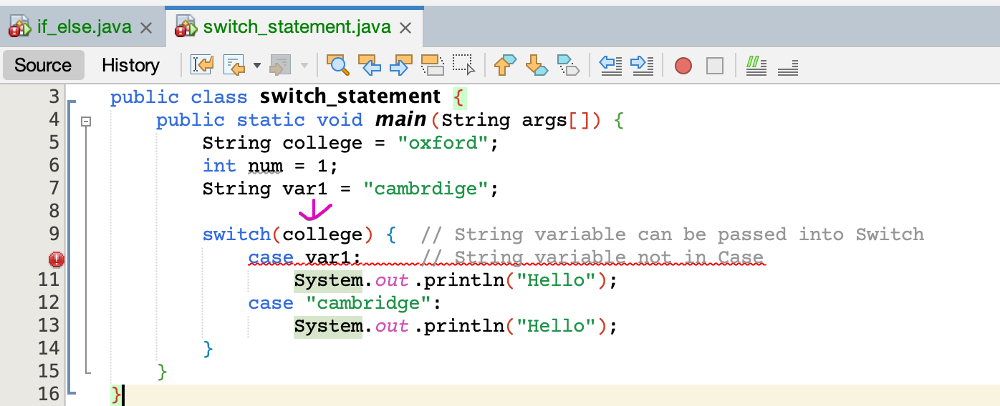 if_else.java switch_statement.java
Source History
3 public class switch_statement {
4 public static void main(String args[]) {
5 String college = "oxford";
6 int num = 1;
7 String var1 = "cambrdige";
8
9 switch(college) { // String variable can be passed into Switch
case var1: // String variable not in Case
11 System.out.println("Hello");
12 case "cambridge":
13 System.out.println("Hello");
14 }
15 }
16 }